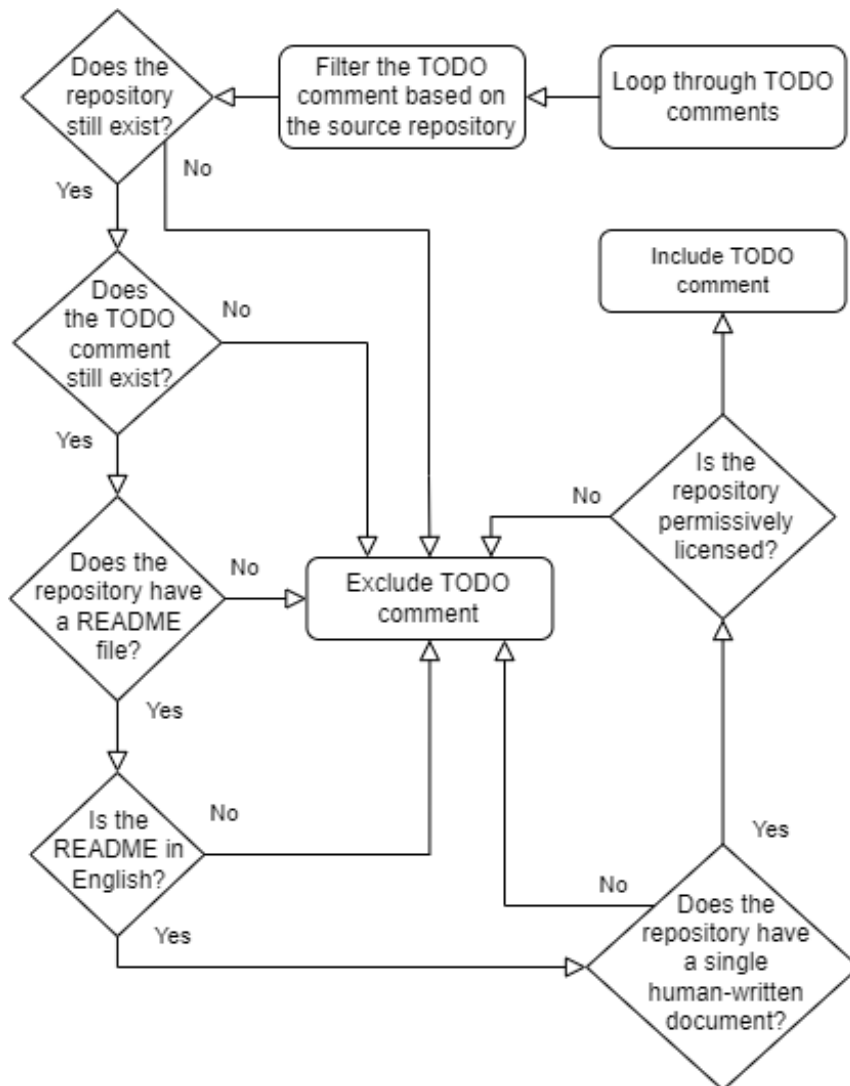 Does the
repository
still exist?
Filter the TODO
comment based on
the source repository
Loop through TODO
comments
No
Yes
Include TODO
comment
Does
the TODO
comment
still exist?
No
Yes
Is the
repository
permissively
licensed?
No
Does the
repository have
a README
file?
No
Exclude TODO
comment
Yes
Is the
README in
English?
No
Yes
Yes
No
Does the
repository have
a single
human-written
document?